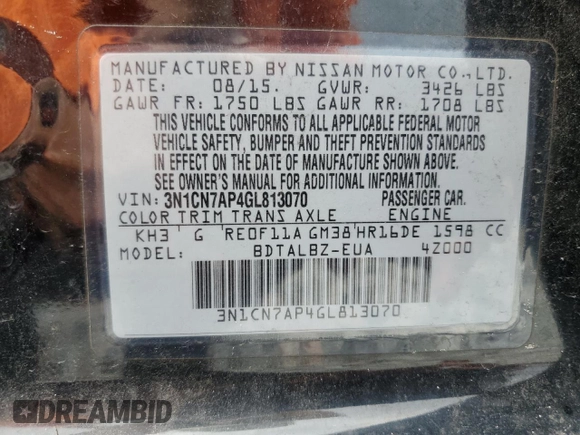 MANUFACTURED BY NISSAN MOTOR CO., LTD.
DATE: 08/15. GVWR: 3426 LBS
GAWR FR: 1750 LBS GAWR RR: 1708 LBS
THIS VEHICLE CONFORMS TO ALL APPLICABLE FEDERAL MOTOR
VEHICLE SAFETY, BUMPER AND THEFT PREVENTION STANDARDS
IN EFFECT ON THE DATE OF MANUFACTURE SHOWN ABOVE.
SEE OWNER'S MANUAL FOR ADDITIONAL INFORMATION.
VIN: 3N1CN7AP4GL813070 PASSENGER CAR.
COLOR TRIM TRANS AXLE ENGINE
KH3 G RE0F11A GM38 HR16DE 1598 CC
MODEL: BDTALBZ-EUA 4Z000
3N1CN7AP4GL813070
DREAMBID